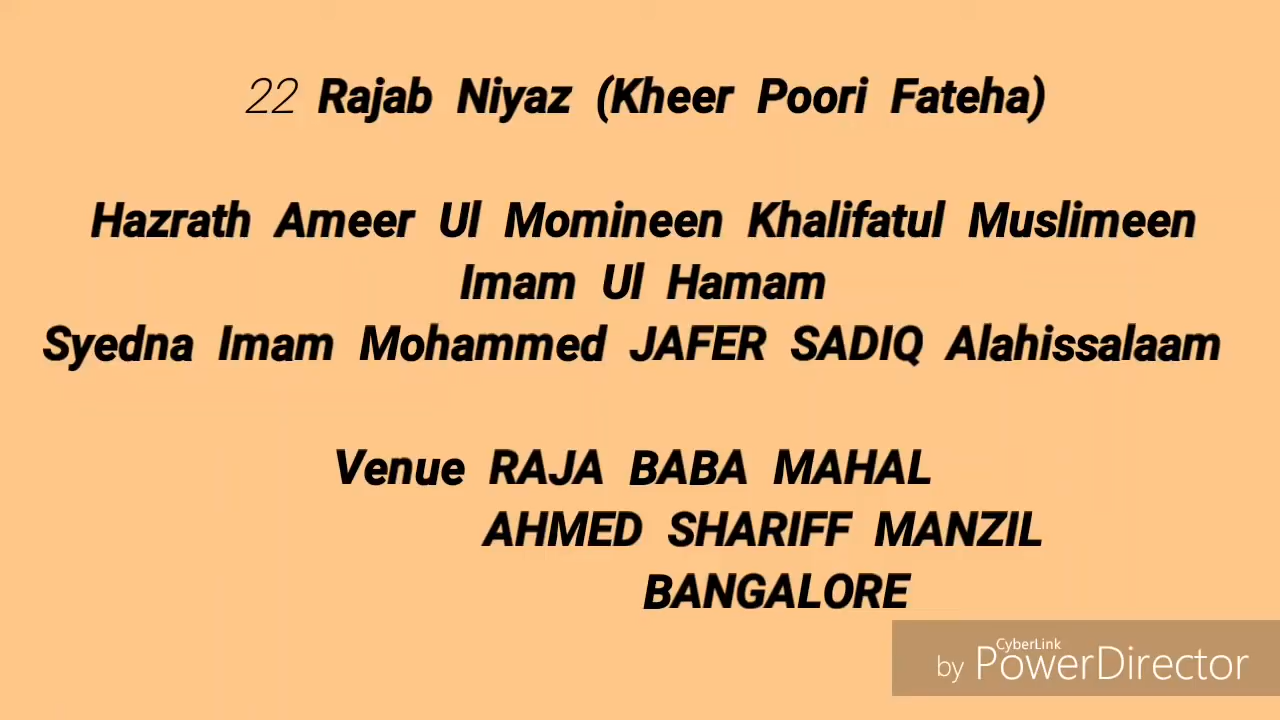 22 Rajab Niyaz (Kheer Poori Fateha)
Hazrath Ameer Ul Momineen Khalifatul Muslimeen
Imam Ul Hamam
Syedna Imam Mohammed JAFER SADIQ Alahissalaam
Venue RAJA BABA MAHAL
AHMED SHARIFF MANZIL
BANGALORE
CyberLink
by PowerDirector